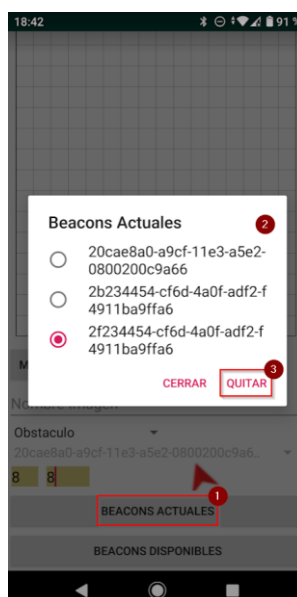 18:42 91 %
Beacons Actuales 2
20cae8a0-a9cf-11e3-a5e2-
0800200c9a66
2b234454-cf6d-4a0f-adf2-f
4911ba9ffa6
2f234454-cf6d-4a0f-adf2-f
4911ba9ffa6
3
CERRAR QUITAR
M
Nombre Imagen
Obstaculo
20cae8a0-a9cf-11e3-a5e2-0800200c9a6..
8 8
1
BEACONS ACTUALES
BEACONS DISPONIBLES